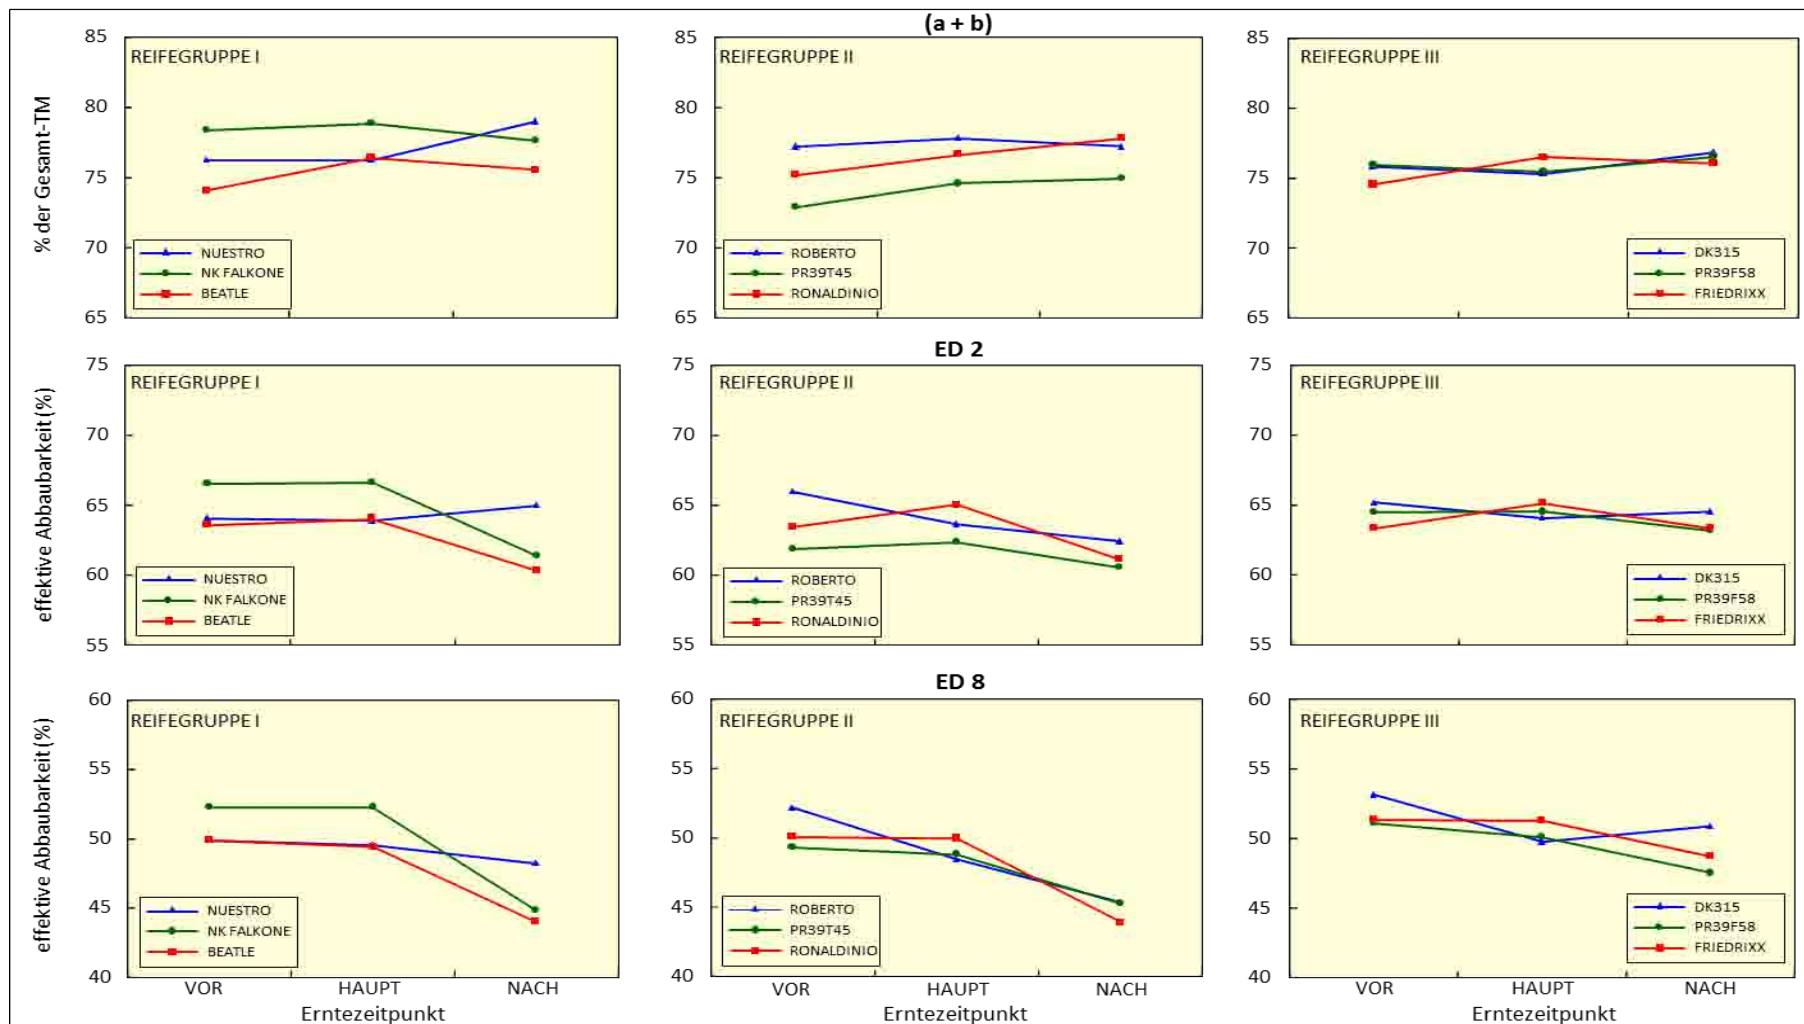 (a + b)
% der Gesamt-TM
85
80
75
70
65
REIFEGRUPPE I
NUESTRO
NK FALKONE
BEATLE
85
80
75
70
65
REIFEGRUPPE II
ROBERTO
PR39T45
RONALDINIO
85
80
75
70
65
REIFEGRUPPE III
DK315
PR39F58
FRIEDRIXX
ED 2
effektive Abbaubarkeit (%)
75
70
65
60
55
REIFEGRUPPE I
NUESTRO
NK FALKONE
BEATLE
75
70
65
60
55
REIFEGRUPPE II
ROBERTO
PR39T45
RONALDINIO
75
70
65
60
55
REIFEGRUPPE III
DK315
PR39F58
FRIEDRIXX
ED 8
effektive Abbaubarkeit (%)
60
55
50
45
40
REIFEGRUPPE I
NUESTRO
NK FALKONE
BEATLE
VOR HAUPT NACH
Erntezeitpunkt
60
55
50
45
40
REIFEGRUPPE II
ROBERTO
PR39T45
RONALDINIO
VOR HAUPT NACH
Erntezeitpunkt
60
55
50
45
40
REIFEGRUPPE III
DK315
PR39F58
FRIEDRIXX
VOR HAUPT NACH
Erntezeitpunkt